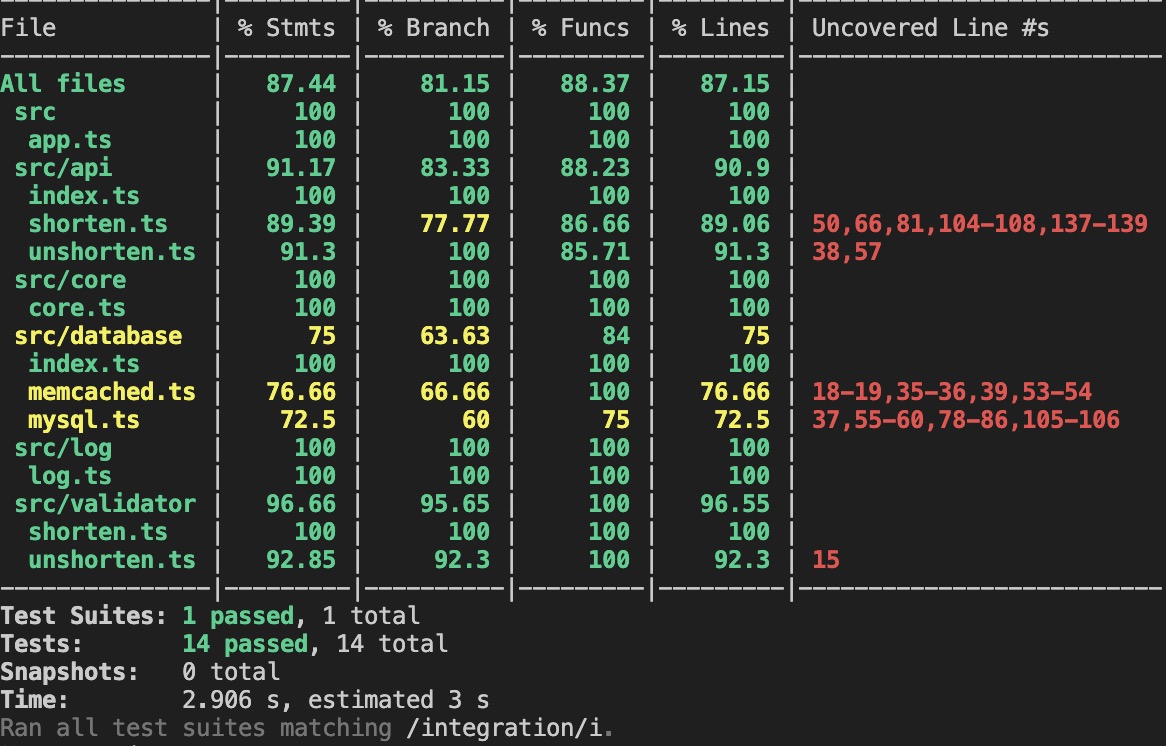 File | % Stmts | % Branch | % Funcs | % Lines | Uncovered Line #s
All files | 87.44 | 81.15 | 88.37 | 87.15 |
src | 100 | 100 | 100 | 100 |
app.ts | 100 | 100 | 100 | 100 |
src/api | 91.17 | 83.33 | 88.23 | 90.9 |
index.ts | 100 | 100 | 100 | 100 |
shorten.ts | 89.39 | 77.77 | 86.66 | 89.06 | 50,66,81,104-108,137-139
unshorten.ts | 91.3 | 100 | 85.71 | 91.3 | 38,57
src/core | 100 | 100 | 100 | 100 |
core.ts | 100 | 100 | 100 | 100 |
src/database | 75 | 63.63 | 84 | 75 |
index.ts | 100 | 100 | 100 | 100 |
memcached.ts | 76.66 | 66.66 | 100 | 76.66 | 18-19,35-36,39,53-54
mysql.ts | 72.5 | 60 | 75 | 72.5 | 37,55-60,78-86,105-106
src/log | 100 | 100 | 100 | 100 |
log.ts | 100 | 100 | 100 | 100 |
src/validator | 96.66 | 95.65 | 100 | 96.55 |
shorten.ts | 100 | 100 | 100 | 100 |
unshorten.ts | 92.85 | 92.3 | 100 | 92.3 | 15
Test Suites: 1 passed, 1 total
Tests: 14 passed, 14 total
Snapshots: 0 total
Time: 2.906 s, estimated 3 s
Ran all test suites matching /integration/i.